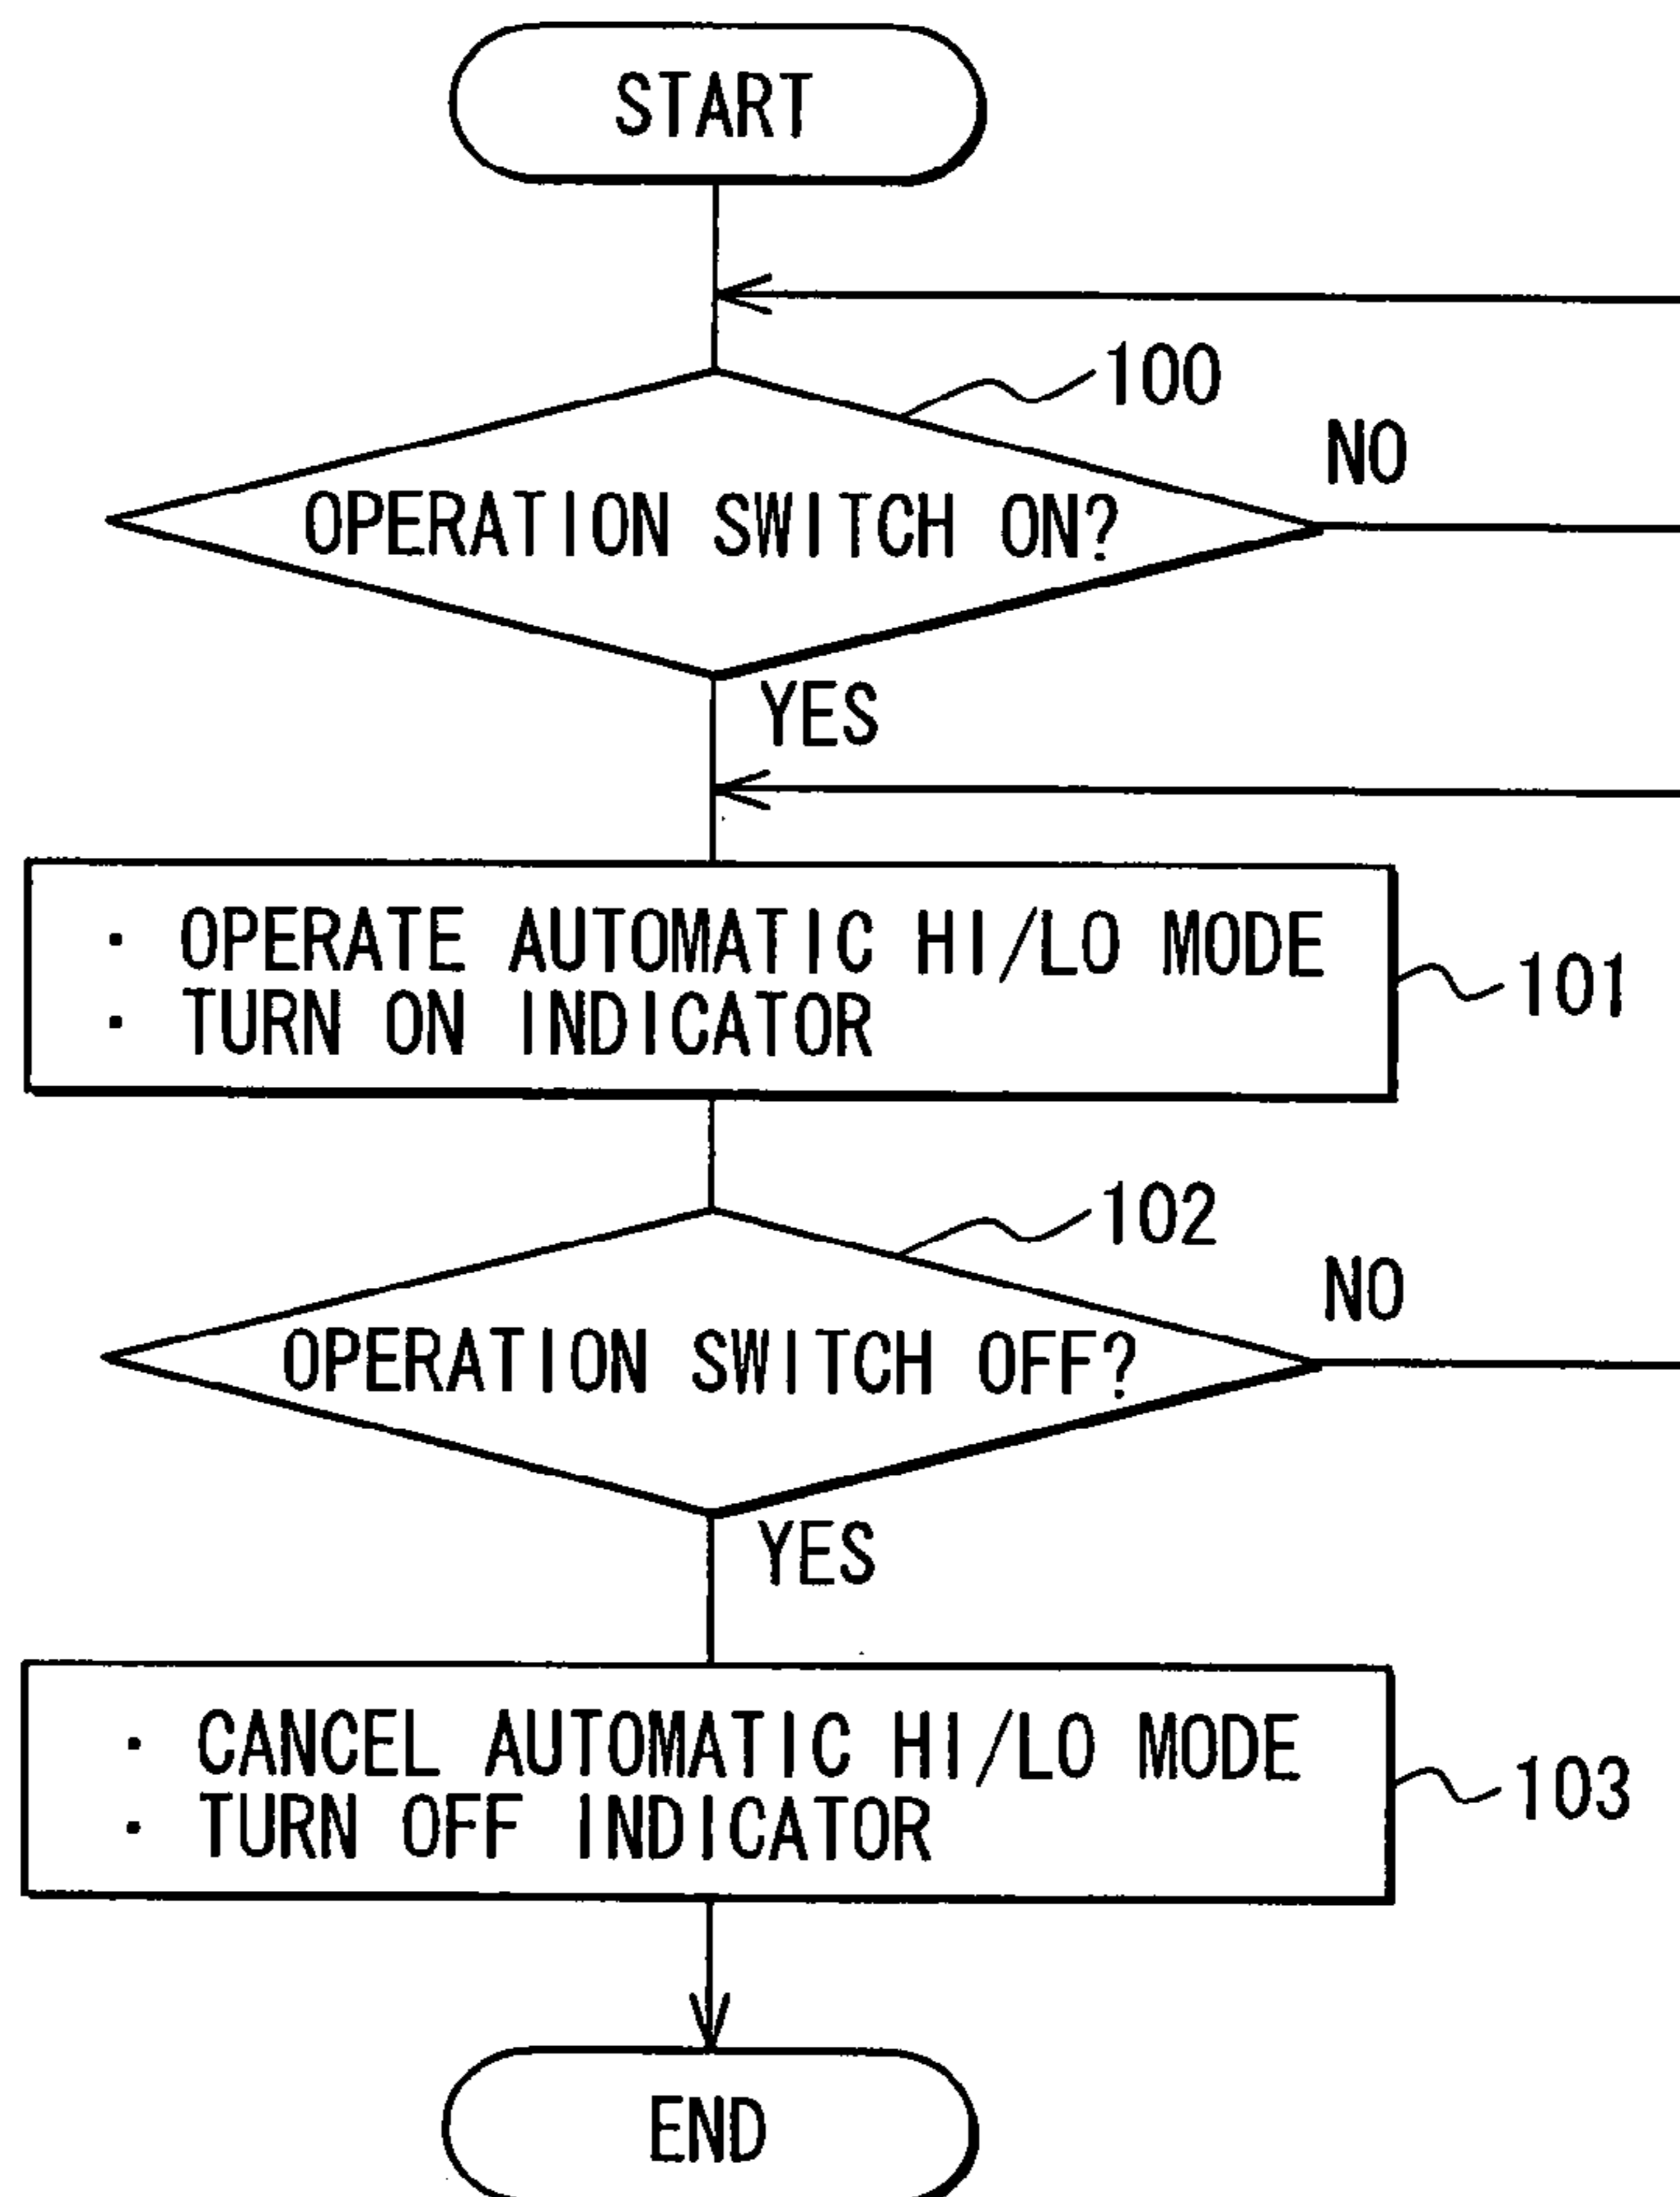 START
100
NO
OPERATION SWITCH ON?
YES
: OPERATE AUTOMATIC HI/LO MODE
: TURN ON INDICATOR
101
102
NO
OPERATION SWITCH OFF?
YES
: CANCEL AUTOMATIC HI/LO MODE
: TURN OFF INDICATOR
103
END